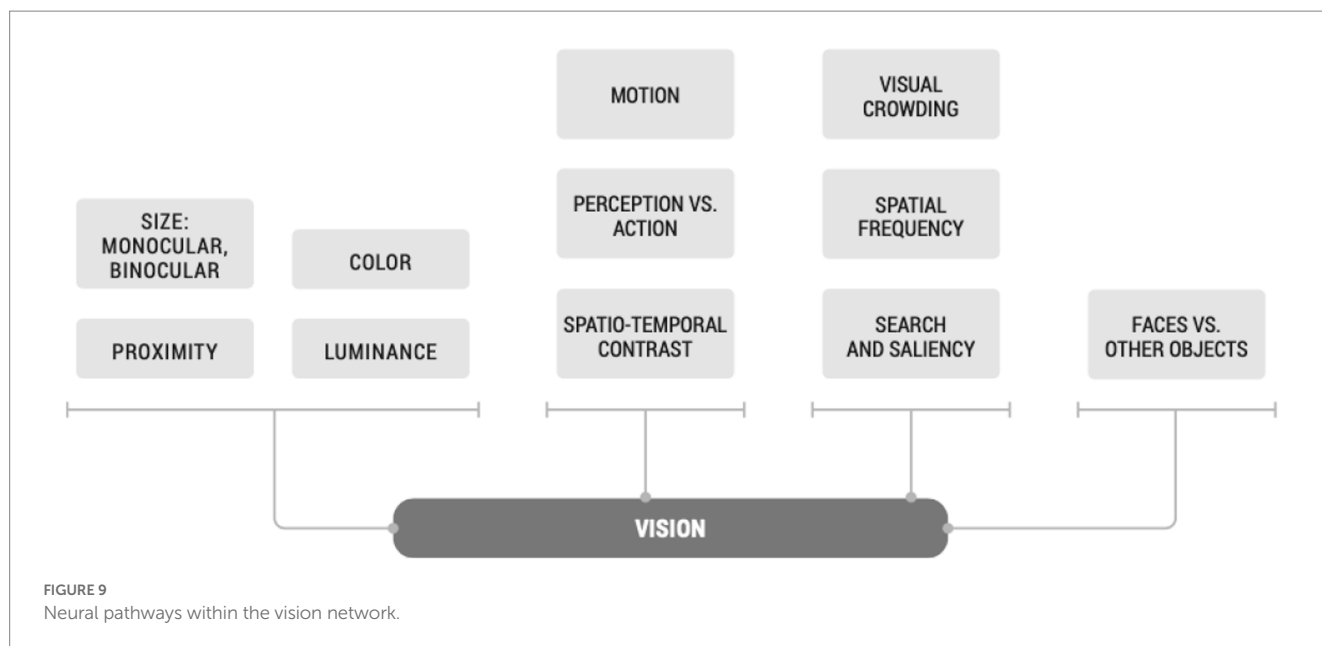 MOTION
VISUAL
CROWDING
SIZE:
MONOCULAR,
BINOCULAR
COLOR
PERCEPTION VS.
ACTION
SPATIAL
FREQUENCY
PROXIMITY
LUMINANCE
SPATIO-TEMPORAL
CONTRAST
SEARCH
AND SALIENCY
FACES VS.
OTHER OBJECTS
VISION
FIGURE 9
Neural pathways within the vision network.